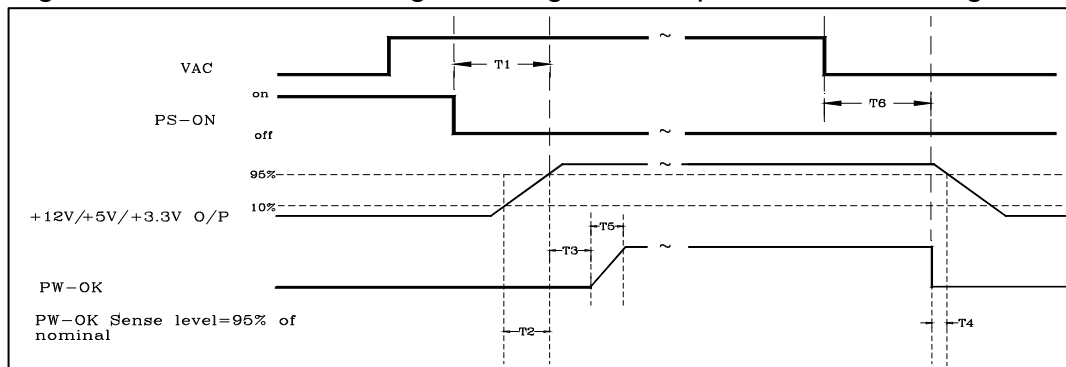 VAC
T1
T6
on
PS-ON
off
95%
10%
+12V/+5V/+3.3V O/P
T5
T3
PW-OK
PW-OK Sense level=95% of
nominal
T2
T4
~
~
~
~